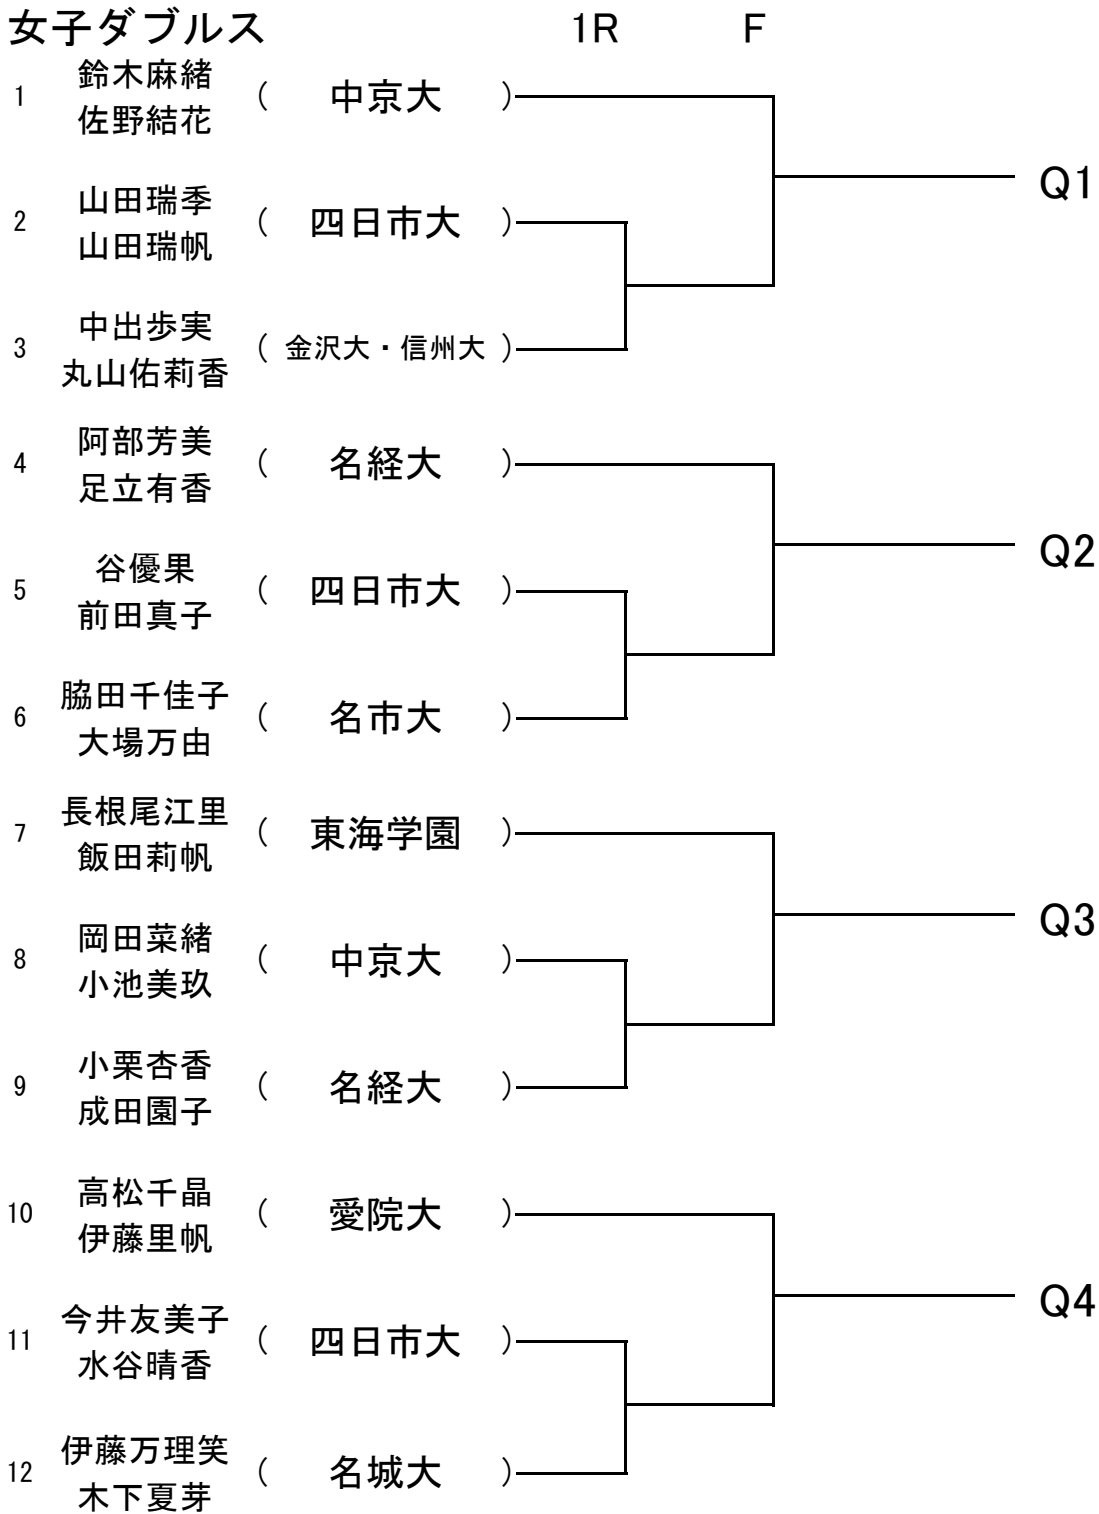 女子ダブルス 1R F
鈴木麻緒
1 ( 中京大 )
佐野結花
Q1
山田瑞季
2 ( 四日市大 )
山田瑞帆
中出歩実
3 ( 金沢大・信州大 )
丸山佑莉香
阿部芳美
4 ( 名経大 )
足立有香
Q2
谷優果
5 ( 四日市大 )
前田真子
脇田千佳子
6 ( 名市大 )
大場万由
長根尾江里
7 ( 東海学園 )
飯田莉帆
Q3
岡田菜緒
8 ( 中京大 )
小池美玖
小栗杏香
9 ( 名経大 )
成田園子
高松千晶
10 ( 愛院大 )
伊藤里帆
Q4
今井友美子
11 ( 四日市大 )
水谷晴香
伊藤万理笑
12 ( 名城大 )
木下夏芽